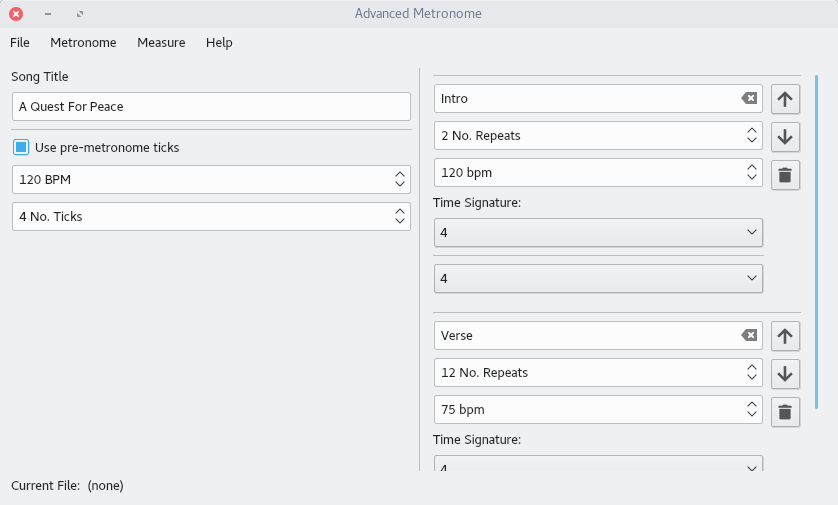 Advanced Metronome
File Metronome Measure Help
Song Title
A Quest For Peace
Use pre-metronome ticks
120 BPM
4 No. Ticks
Intro
2 No. Repeats
120 bpm
Time Signature:
4
4
Verse
12 No. Repeats
75 bpm
Time Signature:
4
Current File: (none)